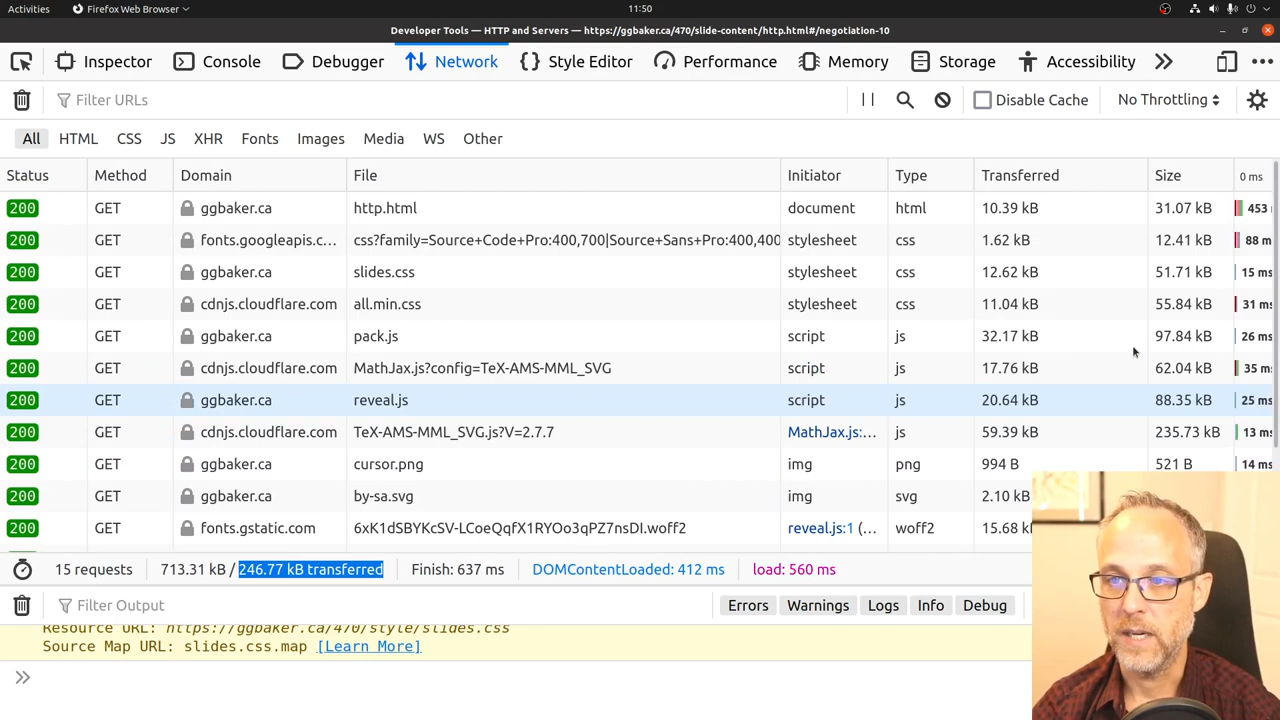 Activities Firefox Web Browser 11:50
Developer Tools — HTTP and Servers — https://ggbaker.ca/470/slide-content/http.html#/negotiation-10
Inspector Console Debugger Network Style Editor Performance Memory Storage Accessibility
Filter URLs Disable Cache No Throttling
All HTML CSS JS XHR Fonts Images Media WS Other
Status Method Domain File Initiator Type Transferred Size 0 ms
200 GET ggbaker.ca http.html document html 10.39 kB 31.07 kB 453
200 GET fonts.googleapis.c... css?family=Source+Code+Pro:400,700|Source+Sans+Pro:400,400 stylesheet css 1.62 kB 12.41 kB 88 m
200 GET ggbaker.ca slides.css stylesheet css 12.62 kB 51.71 kB 15 ms
200 GET cdnjs.cloudflare.com all.min.css stylesheet css 11.04 kB 55.84 kB 31 ms
200 GET ggbaker.ca pack.js script js 32.17 kB 97.84 kB 26 ms
200 GET cdnjs.cloudflare.com MathJax.js?config=TeX-AMS-MML_SVG script js 17.76 kB 62.04 kB 35 ms
200 GET ggbaker.ca reveal.js script js 20.64 kB 88.35 kB 25 ms
200 GET cdnjs.cloudflare.com TeX-AMS-MML_SVG.js?V=2.7.7 MathJax.js:... js 59.39 kB 235.73 kB 13 ms
200 GET ggbaker.ca cursor.png img png 994 B 521 B 14 ms
200 GET ggbaker.ca by-sa.svg img svg 2.10 kB
200 GET fonts.gstatic.com 6xK1dSBYKcSV-LCoeQqfX1RYOo3qPZ7nsDI.woff2 reveal.js:1 (... woff2 15.68 k
15 requests 713.31 kB / 246.77 kB transferred Finish: 637 ms DOMContentLoaded: 412 ms load: 560 ms
Filter Output Errors Warnings Logs Info Debug
Resource URL: https://ggbaker.ca/470/style/slides.css
Source Map URL: slides.css.map [Learn More]